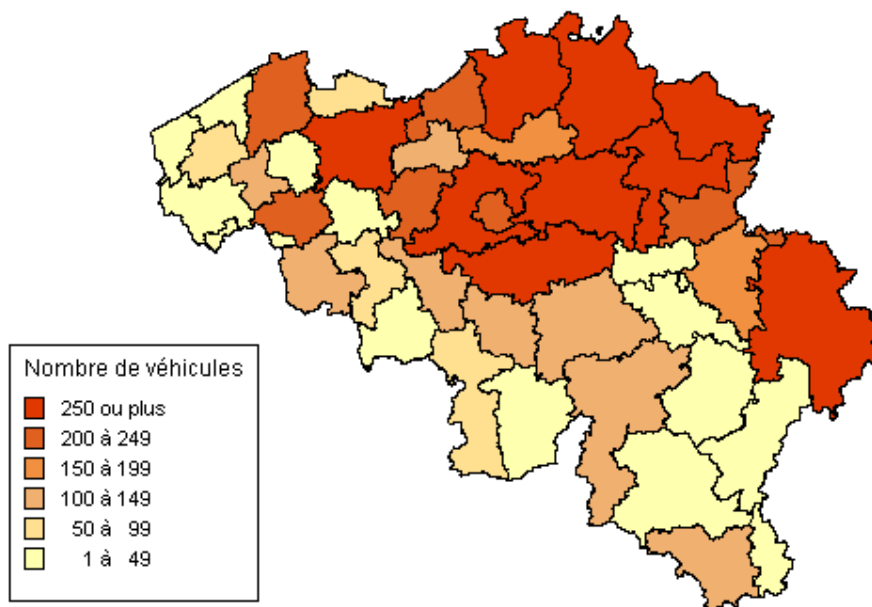 Nombre de véhicules
250 ou plus
200 à 249
150 à 199
100 à 149
50 à 99
1 à 49